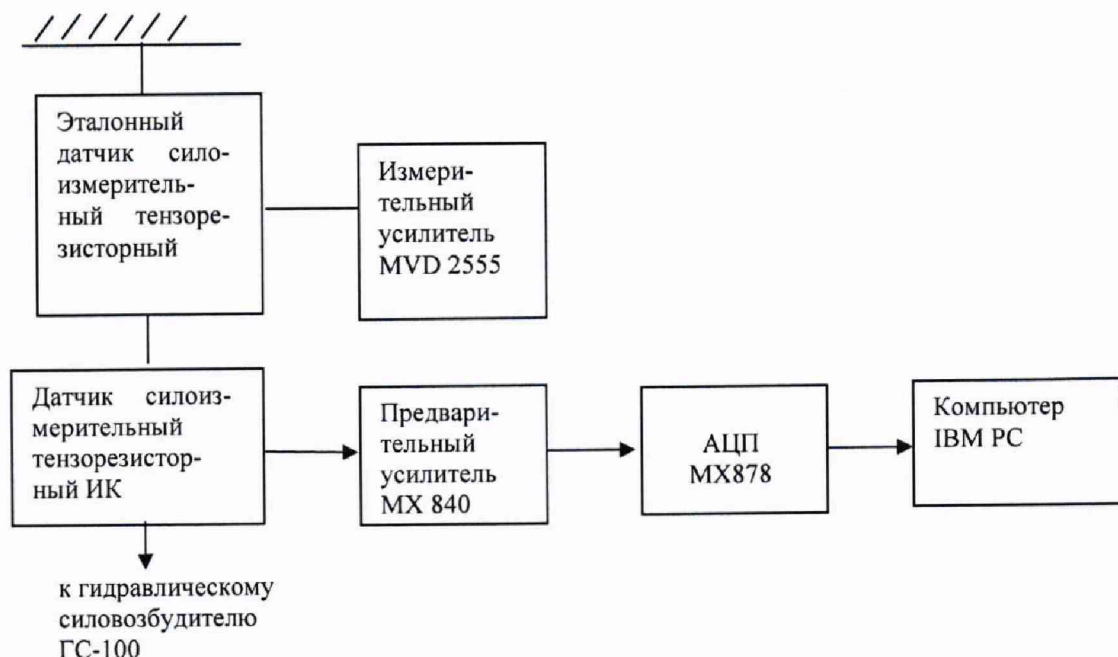 Эталонный
датчик сило-
измеритель-
ный тензоре-
зисторный
Измери-
тельный
усилитель
MVD 2555
Датчик силоиз-
мерительный
тензорезистор-
ный ИК
Предвари-
тельный
усилитель
MX 840
АЦП
MX878
Компьютер
IBM PC
к гидравлическому
силовозбудителю
ГС-100